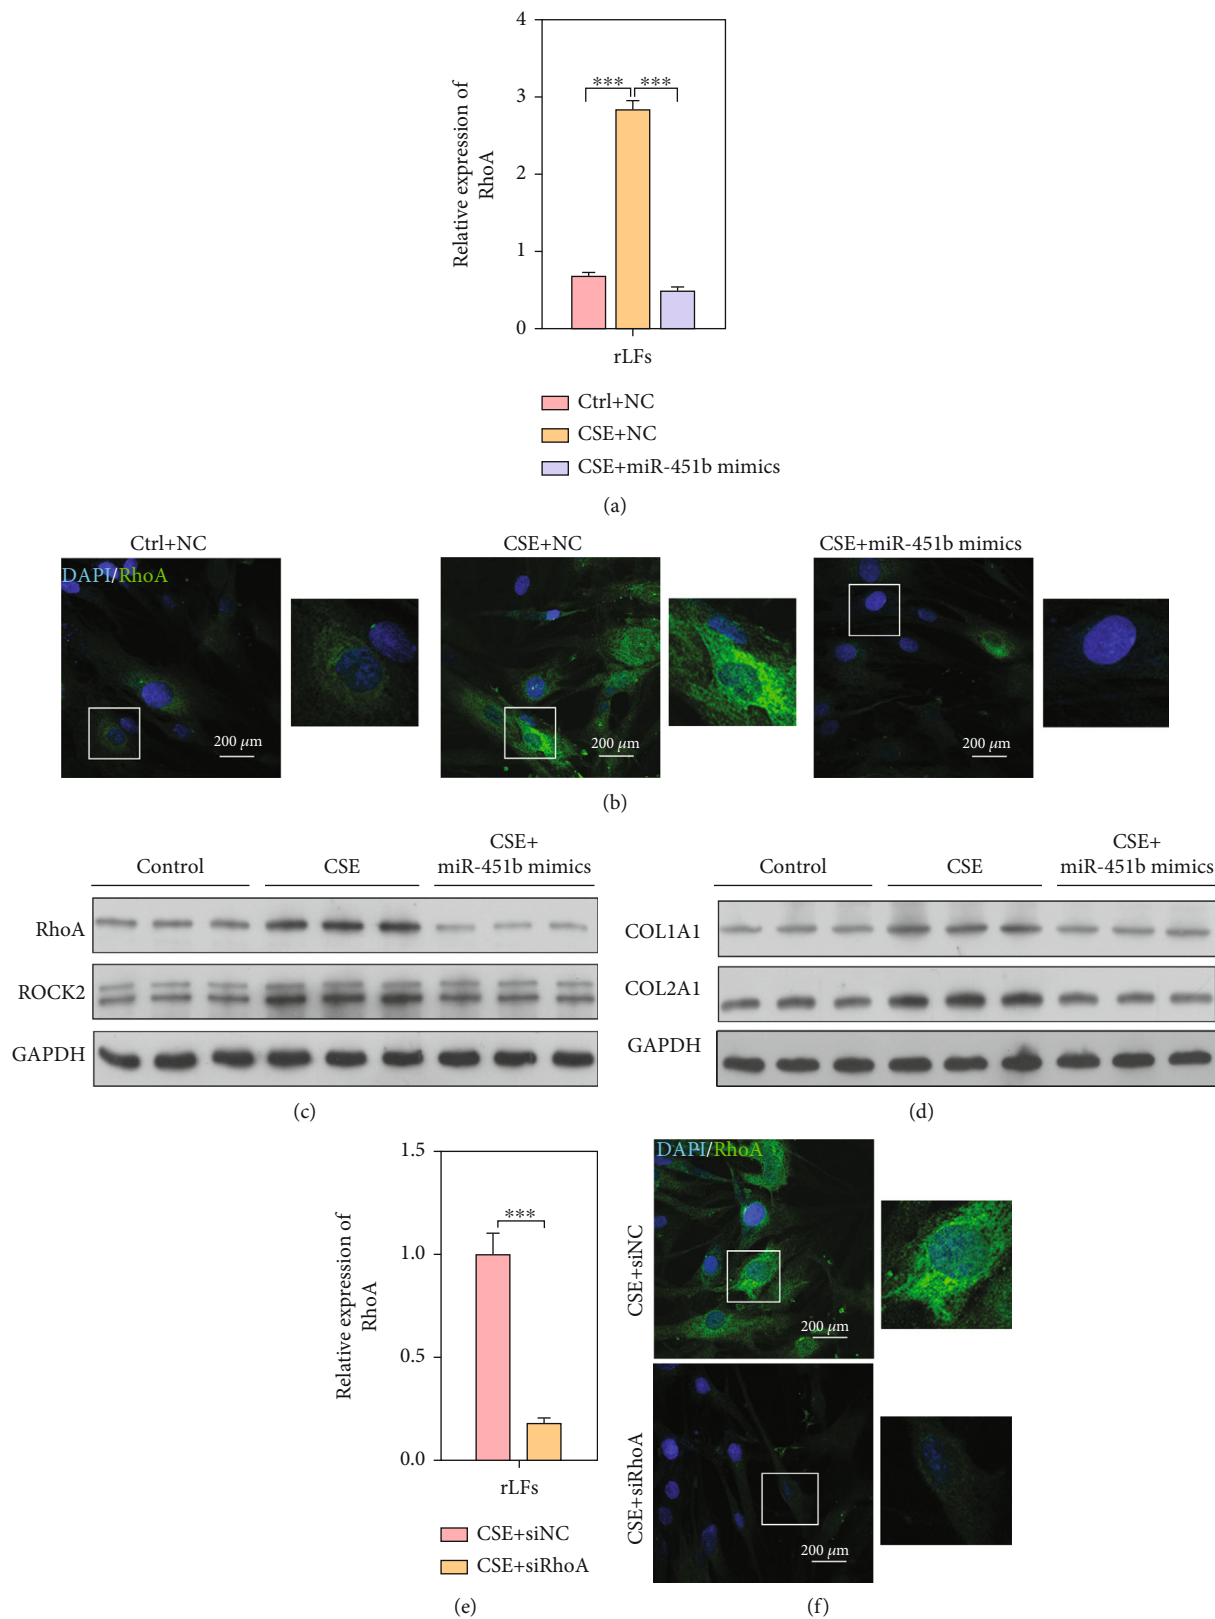 4
3
2
1
0
Relative expression of
RhoA
*** ***
rLFs
Ctrl+NC
CSE+NC
CSE+miR-451b mimics
(a)
Ctrl+NC CSE+NC CSE+miR-451b mimics
DAPI/RhoA
200 μm 200 μm 200 μm
(b)
Control CSE CSE+
miR-451b mimics
RhoA
ROCK2
GAPDH
(c)
Control CSE CSE+
miR-451b mimics
COL1A1
COL2A1
GAPDH
(d)
1.5
1.0
0.5
0.0
Relative expression of
RhoA
***
rLFs
CSE+siNC
CSE+siRhoA
(e)
DAPI/RhoA
CSE+siNC
200 μm
CSE+siRhoA
200 μm
(f)